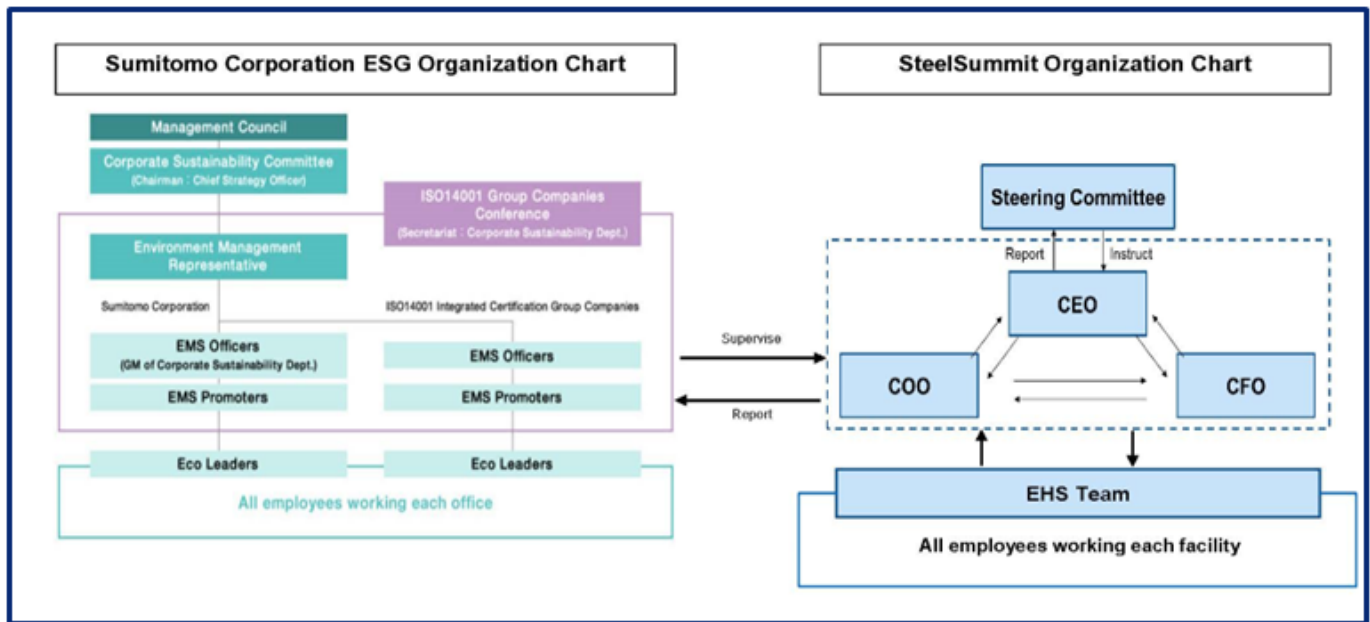 Sumitomo Corporation ESG Organization Chart
Management Council
Corporate Sustainability Committee
(Chairman : Chief Strategy Officer)
ISO14001 Group Companies
Conference
(Secretariat : Corporate Sustainability Dept.)
Environment Management
Representative
Sumitomo Corporation
ISO14001 Integrated Certification Group Companies
EMS Officers
(GM of Corporate Sustainability Dept.)
EMS Officers
EMS Promoters
EMS Promoters
Eco Leaders
Eco Leaders
All employees working each office
Supervise
Report
SteelSummit Organization Chart
Steering Committee
Report
Instruct
CEO
COO
CFO
EHS Team
All employees working each facility